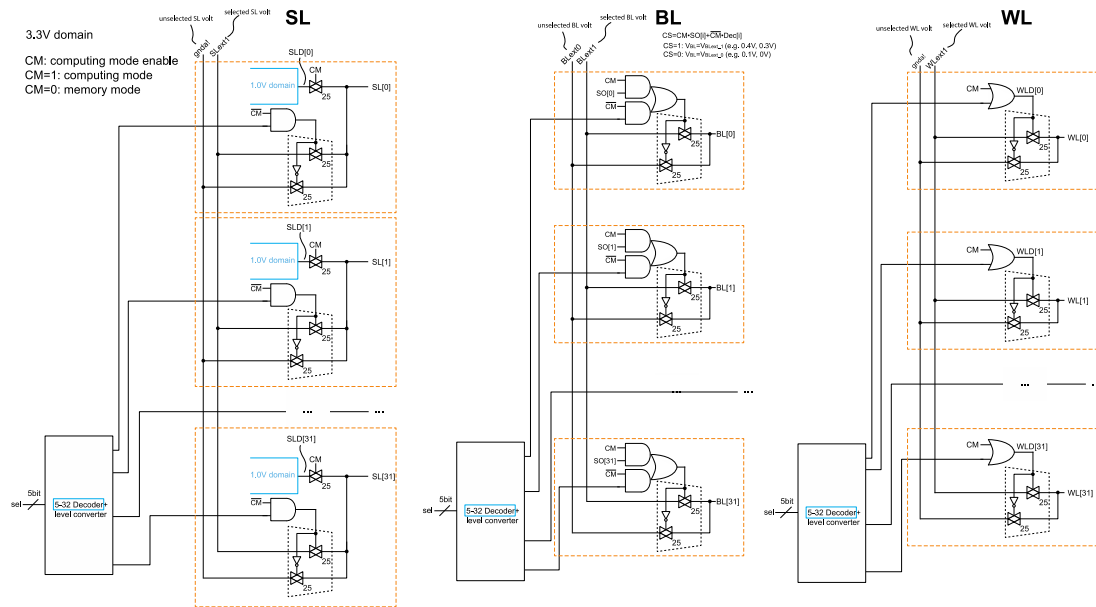 SL
unselected SL volt
selected SL volt
gnda!
SLext1
3.3V domain
CM: computing mode enable
CM=1: computing mode
CM=0: memory mode
SLD[0]
CM
1.0V domain
25
SL[0]
CM
25
25
SLD[1]
CM
1.0V domain
25
SL[1]
CM
25
25
...
...
SLD[31]
CM
1.0V domain
25
SL[31]
CM
25
25
5bit
sel
5-32 Decoder+
level converter
BL
unselected BL volt
selected BL volt
BLext0
BLext1
CS=CM•SO[i]+CM•Dec[i]
CS=1: VBL=VBLext_1 (e.g. 0.4V, 0.3V)
CS=0: VBL=VBLext_0 (e.g. 0.1V, 0V)
CM
SO[0]
CM
25
BL[0]
25
CM
SO[1]
CM
25
BL[1]
25
...
...
CM
SO[31]
CM
25
BL[31]
25
5bit
sel
5-32 Decoder+
level converter
WL
unselected WL volt
selected WL volt
gnda!
WLext1
CM
WLD[0]
25
WL[0]
25
CM
WLD[1]
25
WL[1]
25
...
...
CM
WLD[31]
25
WL[31]
25
5bit
sel
5-32 Decoder+
level converter